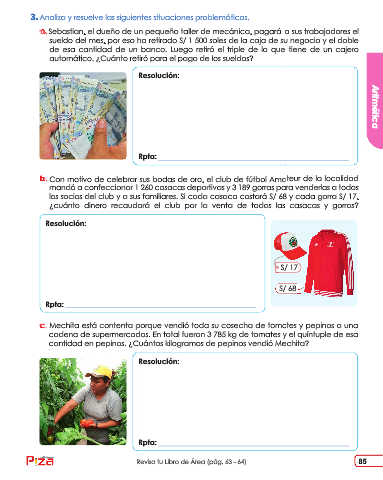 3. Analiza y resuelve las siguientes situaciones problemáticas.
a. Sebastian, el dueño de un pequeño taller de mecánica, pagará a sus trabajadores el
sueldo del mes, por eso ha retirado S/ 1 500 soles de la caja de su negocio y el doble
de esa cantidad de un banco. Luego retiró el triple de lo que tiene de un cajero
automático. ¿Cuánto retiró para el pago de los sueldos?
Resolución:
Rpta:
Aritmética
b. Con motivo de celebrar sus bodas de oro, el club de fútbol Amateur de la localidad
mandó a confeccionar 1 260 casacas deportivas y 3 189 gorras para venderlas a todos
los socios del club y a sus familiares. Si cada casaca costará S/ 68 y cada gorra S/ 17,
¿cuánto dinero recaudará el club por la venta de todas las casacas y gorras?
Resolución:
S/ 17
S/ 68
Rpta:
c. Mechita está contenta porque vendió toda su cosecha de tomates y pepinos a una
cadena de supermercados. En total fueron 3 785 kg de tomates y el quíntuple de esa
cantidad en pepinos. ¿Cuántos kilogramos de pepinos vendió Mechita?
Resolución:
Rpta:
Revisa tu Libro de Área (pág. 63 - 64)
85